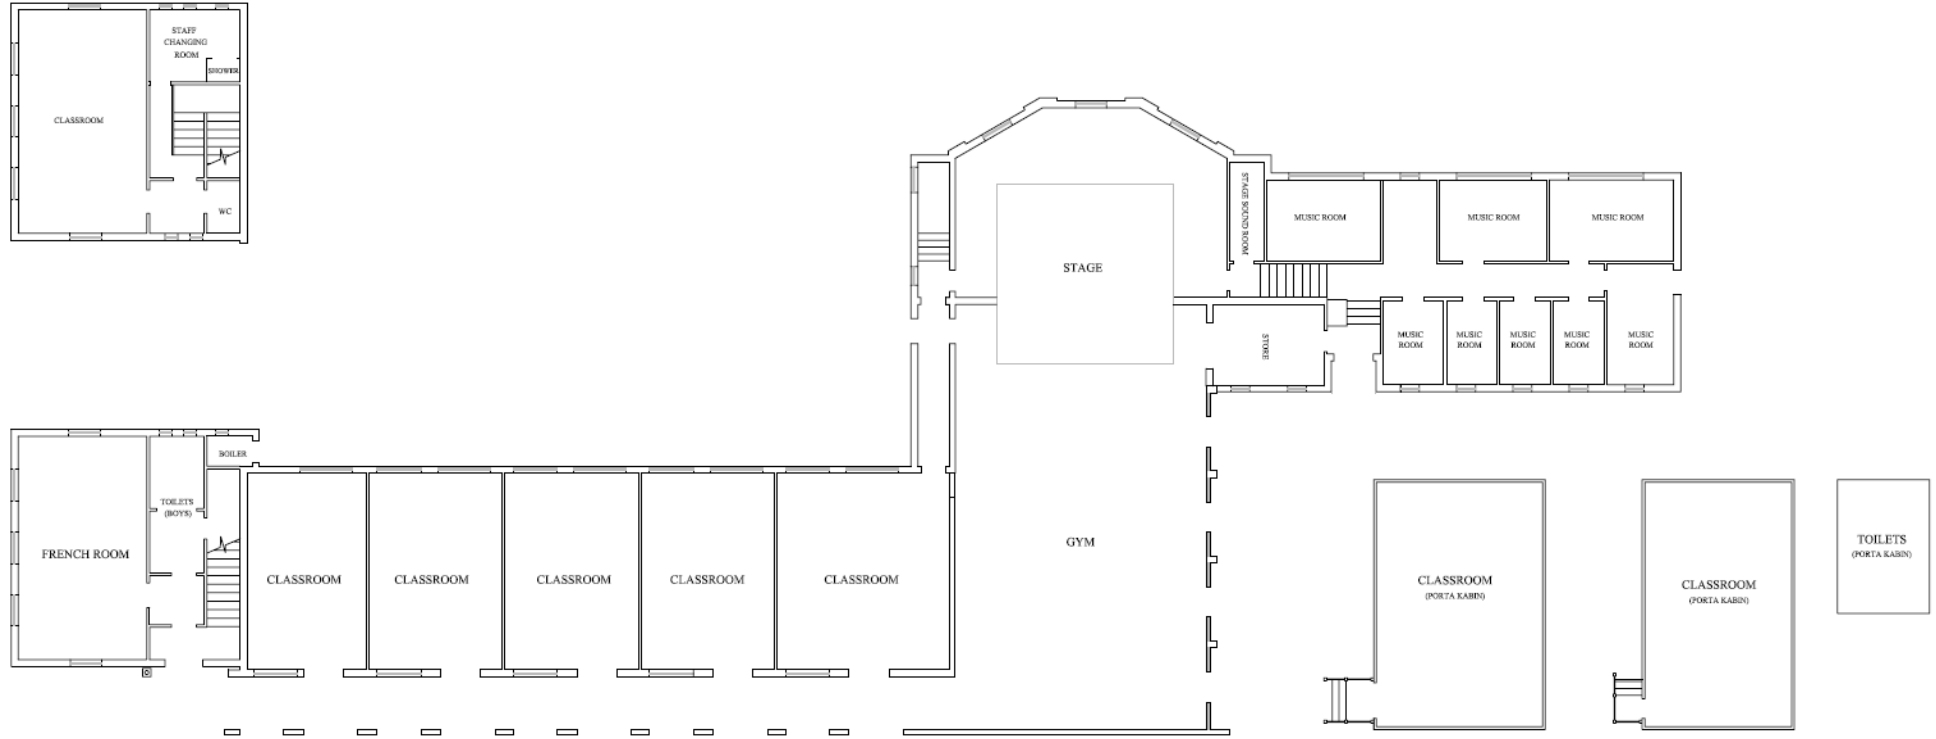 STAFF
CHANGING
ROOM
SHOWER
CLASSROOM
WC
STAGE SOUND ROOM
MUSIC ROOM
MUSIC ROOM
MUSIC ROOM
STAGE
STORE
MUSIC
ROOM
MUSIC
ROOM
MUSIC
ROOM
MUSIC
ROOM
MUSIC
ROOM
BOILER
TOILETS
(BOYS)
FRENCH ROOM
CLASSROOM
CLASSROOM
CLASSROOM
CLASSROOM
CLASSROOM
GYM
CLASSROOM
(PORTA KABIN)
CLASSROOM
(PORTA KABIN)
TOILETS
(PORTA KABIN)